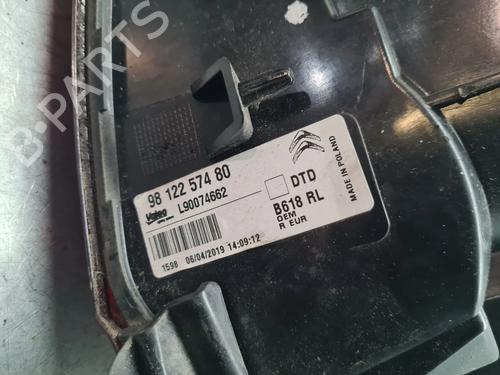 B-PARTS
98 122 574 80
Valeo L90074662
DTD
B618 RL
OEM
R EUR
MADE IN POLAND
1598 06/04/2019 14:09:12